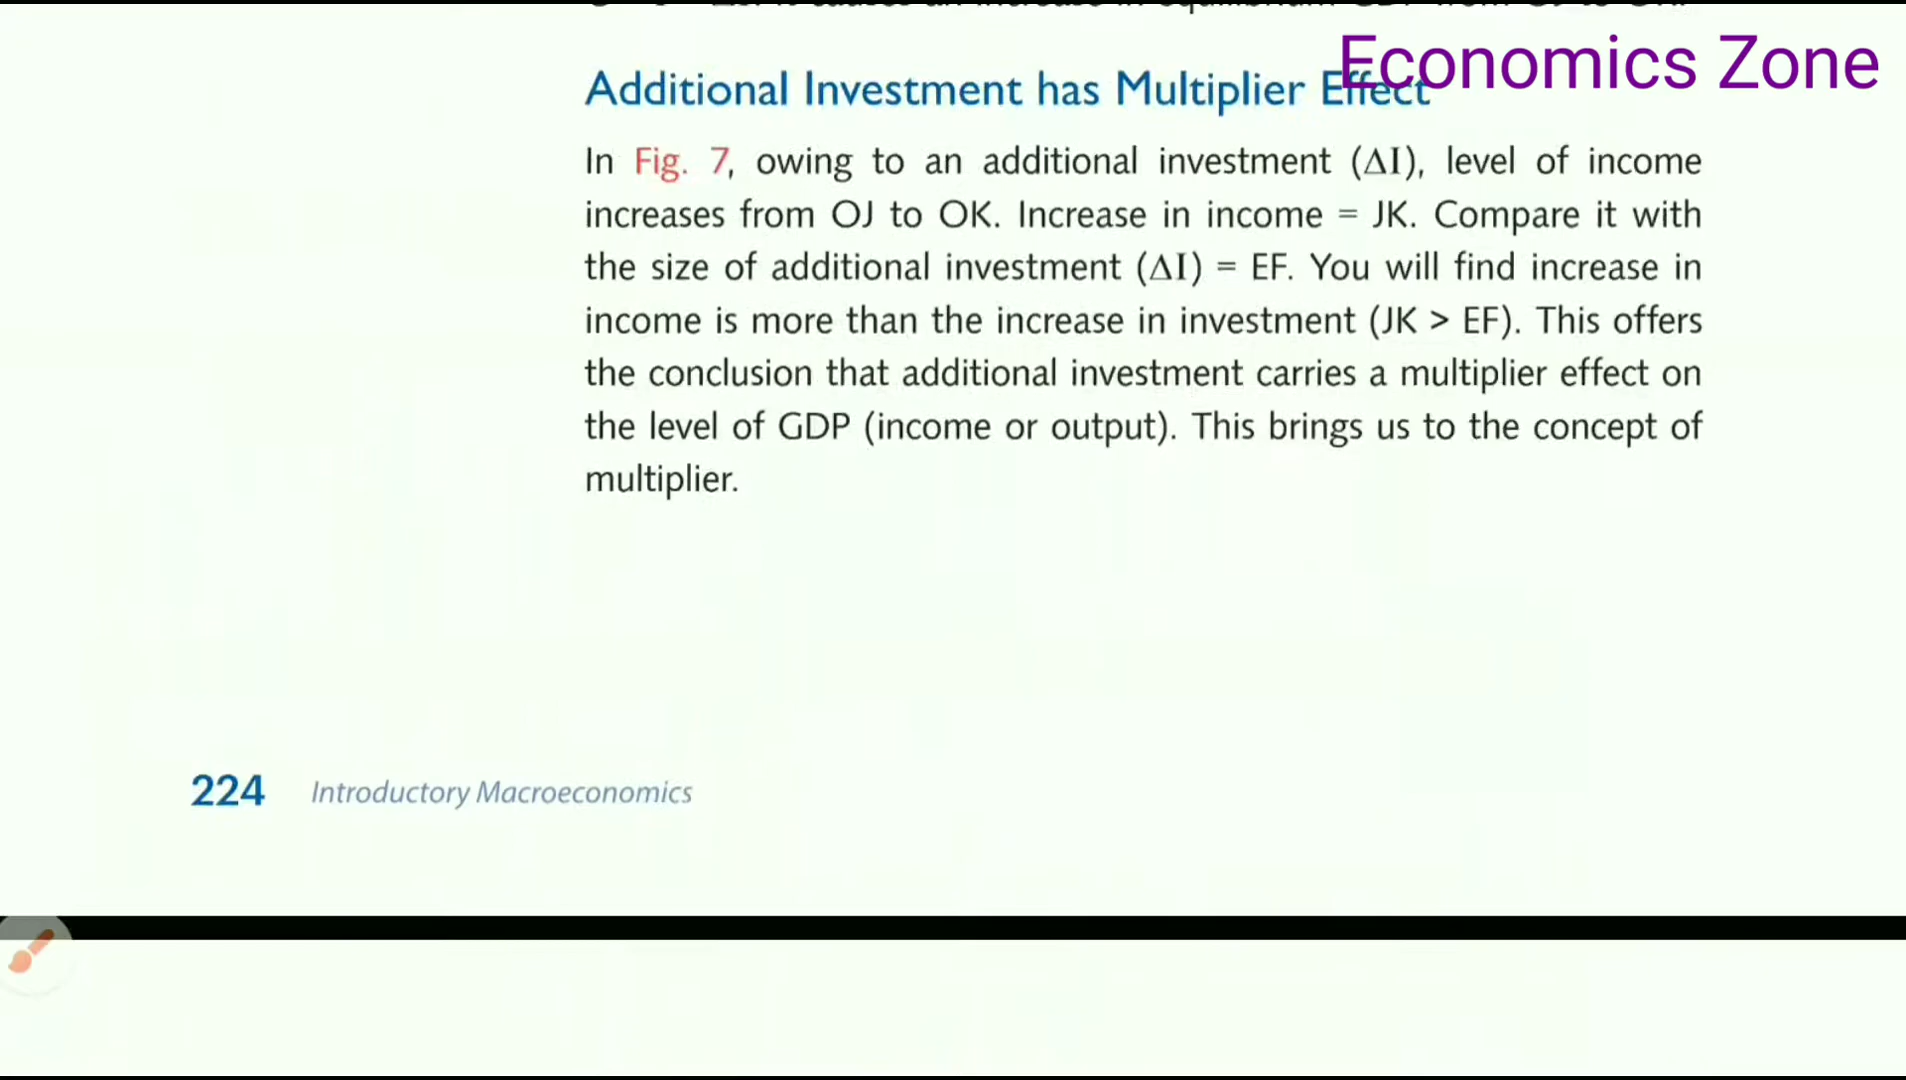 Economics Zone
Additional Investment has Multiplier Effect
In Fig. 7, owing to an additional investment (ΔI), level of income
increases from OJ to OK. Increase in income = JK. Compare it with
the size of additional investment (ΔI) = EF. You will find increase in
income is more than the increase in investment (JK > EF). This offers
the conclusion that additional investment carries a multiplier effect on
the level of GDP (income or output). This brings us to the concept of
multiplier.
224 Introductory Macroeconomics